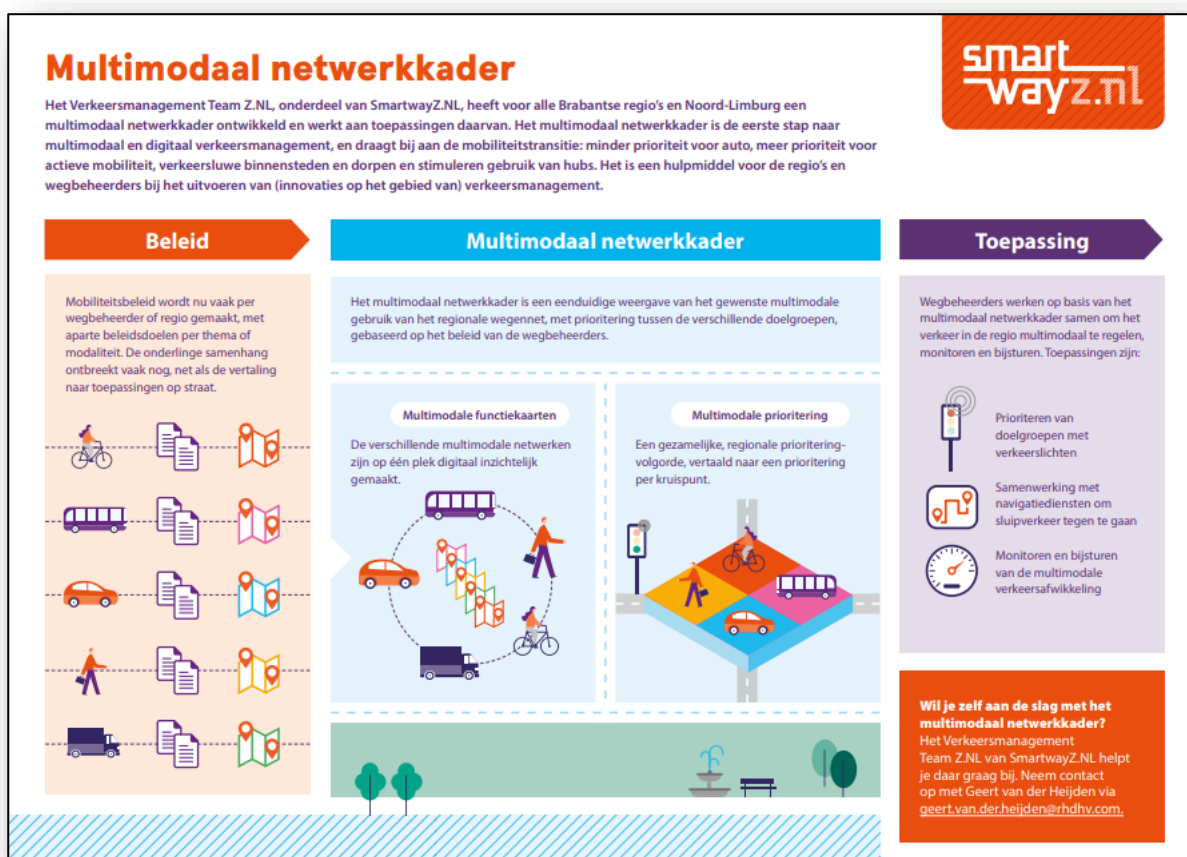 Multimodaal netwerkkader
smart
wayz.nl
Het Verkeersmanagement Team Z.NL, onderdeel van SmartwayZ.NL, heeft voor alle Brabantse regio's en Noord-Limburg een
multimodaal netwerkkader ontwikkeld en werkt aan toepassingen daarvan. Het multimodaal netwerkkader is de eerste stap naar
multimodaal en digitaal verkeersmanagement, en draagt bij aan de mobiliteitstransitie: minder prioriteit voor auto, meer prioriteit voor
actieve mobiliteit, verkeersluwe binnensteden en dorpen en stimuleren gebruik van hubs. Het is een hulpmiddel voor de regio's en
wegbeheerders bij het uitvoeren van (innovaties op het gebied van) verkeersmanagement.
Beleid
Mobiliteitsbeleid wordt nu vaak per
wegbeheerder of regio gemaakt, met
aparte beleidsdoelen per thema of
modaliteit. De onderlinge samenhang
ontbreekt vaak nog, net als de vertaling
naar toepassingen op straat.
Multimodaal netwerkkader
Het multimodaal netwerkkader is een eenduidige weergave van het gewenste multimodale
gebruik van het regionale wegennet, met prioritering tussen de verschillende doelgroepen,
gebaseerd op het beleid van de wegbeheerders.
Multimodale functiekaarten
De verschillende multimodale netwerken
zijn op één plek digitaal inzichtelijk
gemaakt.
Multimodale prioritering
Een gezamelijke, regionale prioritering-
volgorde, vertaald naar een prioritering
per kruispunt.
Toepassing
Wegbeheerders werken op basis van het
multimodaal netwerkkader samen om het
verkeer in de regio multimodaal te regelen,
monitoren en bijsturen. Toepassingen zijn:
Prioriteren van
doelgroepen met
verkeerslichten
Samenwerking met
navigatiediensten om
sluipverkeer tegen te gaan
Monitoren en bijsturen
van de multimodale
verkeersafwikkeling
Wil je zelf aan de slag met het
multimodaal netwerkkader?
Het Verkeersmanagement
Team Z.NL van SmartwayZ.NL helpt
je daar graag bij. Neem contact
op met Geert van der Heijden via
geert.van.der.heijden@rhdhv.com.